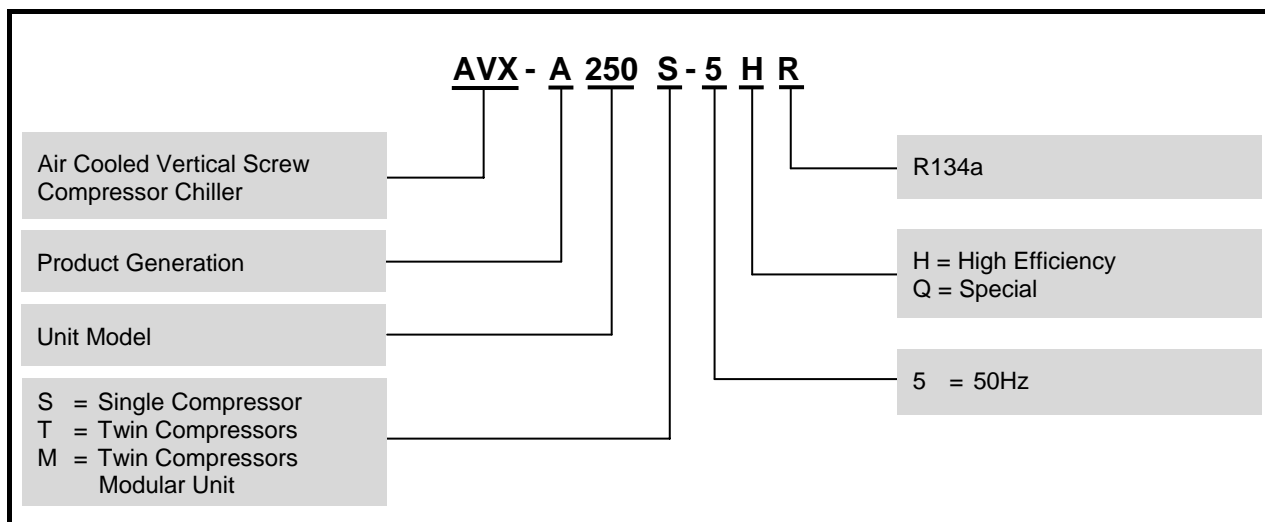 AVX - A 250 S - 5 H R
Air Cooled Vertical Screw
Compressor Chiller
Product Generation
Unit Model
S = Single Compressor
T = Twin Compressors
M = Twin Compressors
Modular Unit
R134a
H = High Efficiency
Q = Special
5 = 50Hz